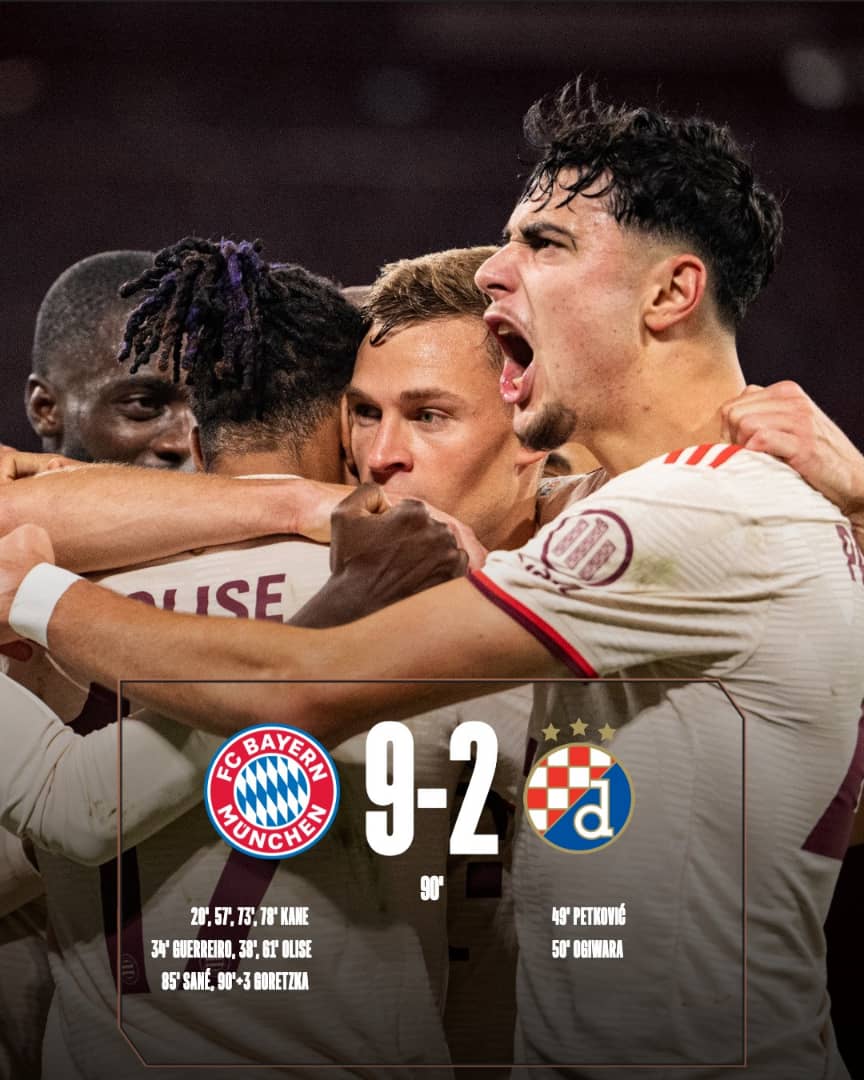 OLISE
FC BAYERN
MÜNCHEN
9-2
d
90'
20', 57', 73', 78' KANE
34' GUERREIRO, 38', 61' OLISE
85' SANÉ, 90'+3 GORETZKA
49' PETKOVIĆ
50' OGIWARA